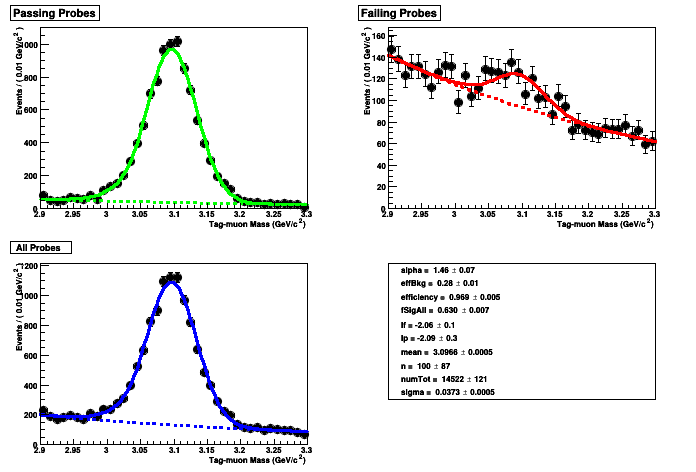 Passing Probes
Events / ( 0.01 GeV/c² )
1000
800
600
400
200
0
2.9 2.95 3 3.05 3.1 3.15 3.2 3.25 3.3
Tag-muon Mass (GeV/c²)
Failing Probes
Events / ( 0.01 GeV/c² )
160
140
120
100
80
60
40
20
0
2.9 2.95 3 3.05 3.1 3.15 3.2 3.25 3.3
Tag-muon Mass (GeV/c²)
All Probes
Events / ( 0.01 GeV/c² )
1200
1000
800
600
400
200
0
2.9 2.95 3 3.05 3.1 3.15 3.2 3.25 3.3
Tag-muon Mass (GeV/c²)
alpha = 1.46 ± 0.07
effBkg = 0.28 ± 0.01
efficiency = 0.969 ± 0.005
fSigAll = 0.630 ± 0.007
lf = -2.06 ± 0.1
lp = -2.09 ± 0.3
mean = 3.0966 ± 0.0005
n = 100 ± 87
numTot = 14522 ± 121
sigma = 0.0373 ± 0.0005